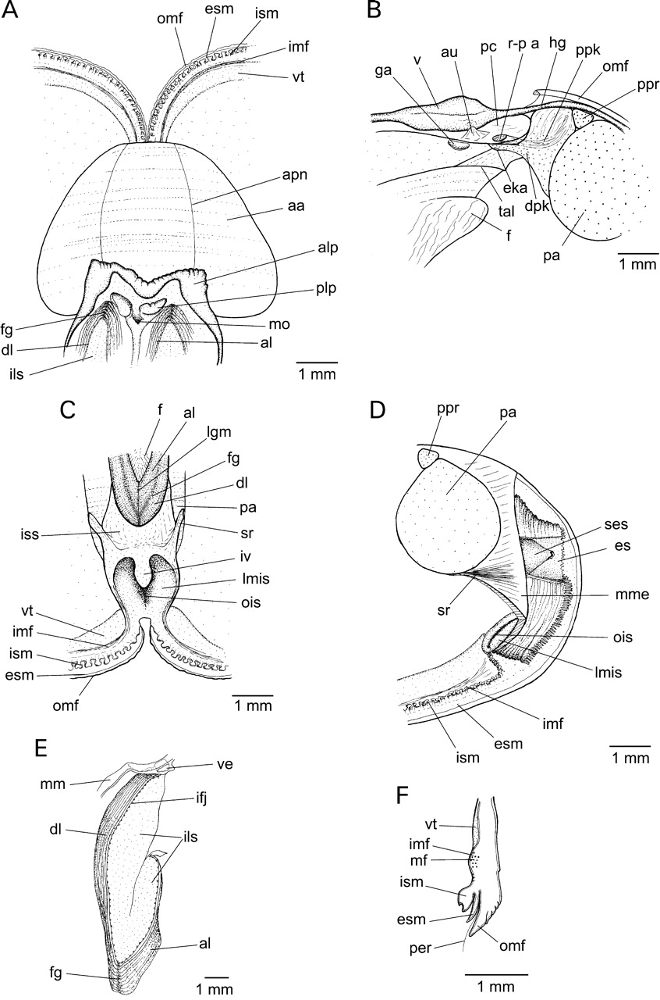 A
omf
esm
ism
imf
vt
apn
aa
alp
plp
mo
al
fg
dl
ils
1 mm
B
ga
v
au
pc
r-p a
hg
ppk
omf
ppr
eka
tal
dpk
f
pa
1 mm
C
f
al
lgm
fg
dl
pa
sr
iss
iv
lmis
ois
vt
imf
ism
esm
omf
1 mm
D
ppr
pa
ses
es
mme
sr
ois
lmis
imf
esm
ism
1 mm
E
ve
mm
ifj
dl
ils
al
fg
1 mm
F
vt
imf
mf
ism
esm
per
omf
1 mm